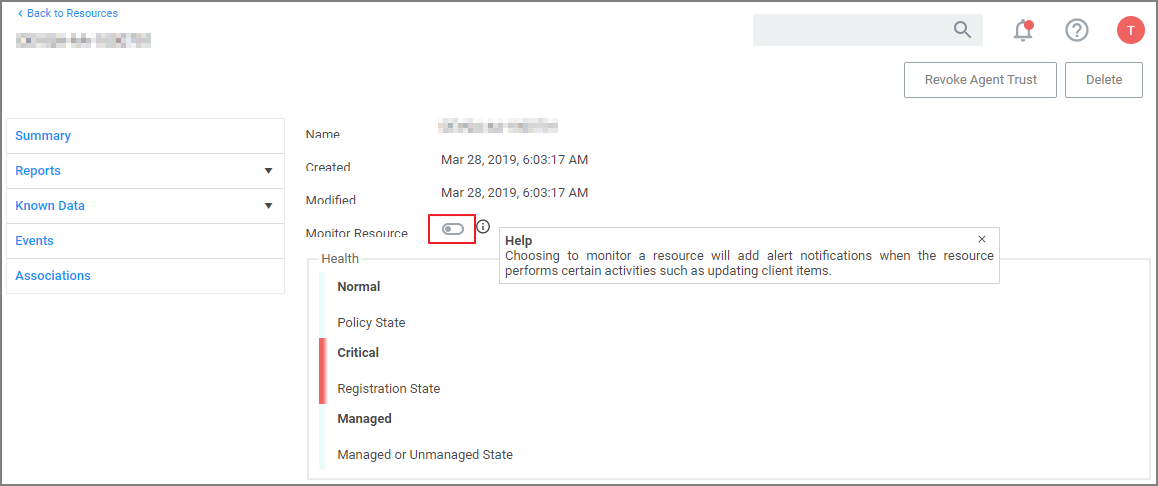 Back to Resources
T
Revoke Agent Trust
Delete
Summary
Reports
Known Data
Events
Associations
Name
Created
Mar 28, 2019, 6:03:17 AM
Modified
Mar 28, 2019, 6:03:17 AM
Monitor Resource
Help
Choosing to monitor a resource will add alert notifications when the resource
performs certain activities such as updating client items.
Health
Normal
Policy State
Critical
Registration State
Managed
Managed or Unmanaged State